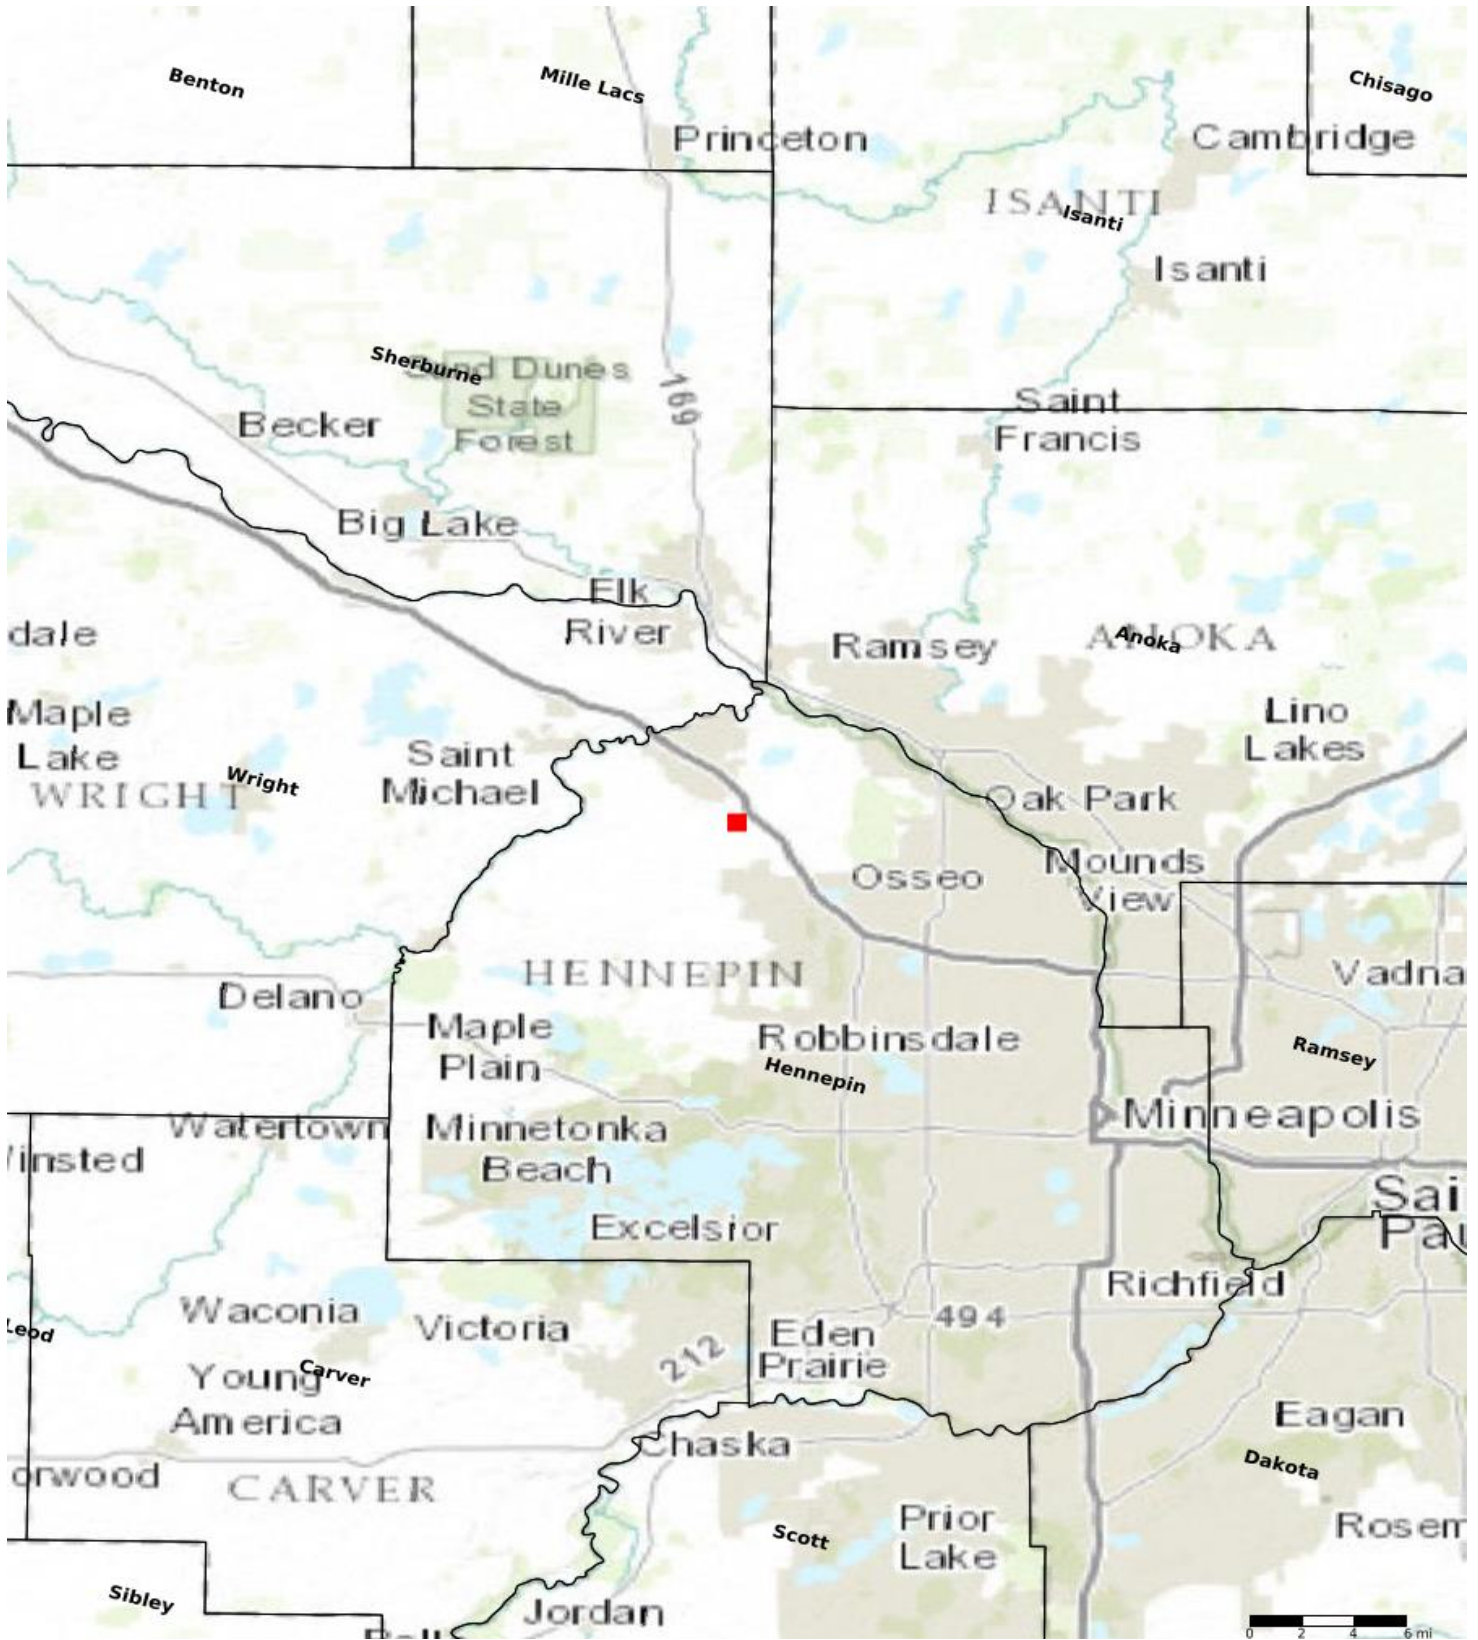 Benton
Mille Lacs
Chisago
Princeton
Cambridge
ISANTI
Isanti
Isanti
Sherburne
Sand Dunes
State
Forest
169
Becker
Saint
Francis
Big Lake
Elk
River
dale
Ramsey
ANOKA
Anoka
Maple
Lake
Lino
Lakes
Saint
Michael
Wright
WRIGHT
Oak Park
Mounds
View
Osseo
HENNEPIN
Vadna
Delano
Maple
Plain
Robbinsdale
Ramsey
Hennepin
Minneapolis
Watertown
Minnetonka
Beach
insted
Sai
Pau
Excelsior
Richfield
Waconia
Victoria
Leod
494
Eden
Prairie
212
Young
America
Carver
Eagan
Chaska
Dakota
orwood
CARVER
Prior
Lake
Scott
Rosem
Sibley
Jordan
0 2 4 6 mi